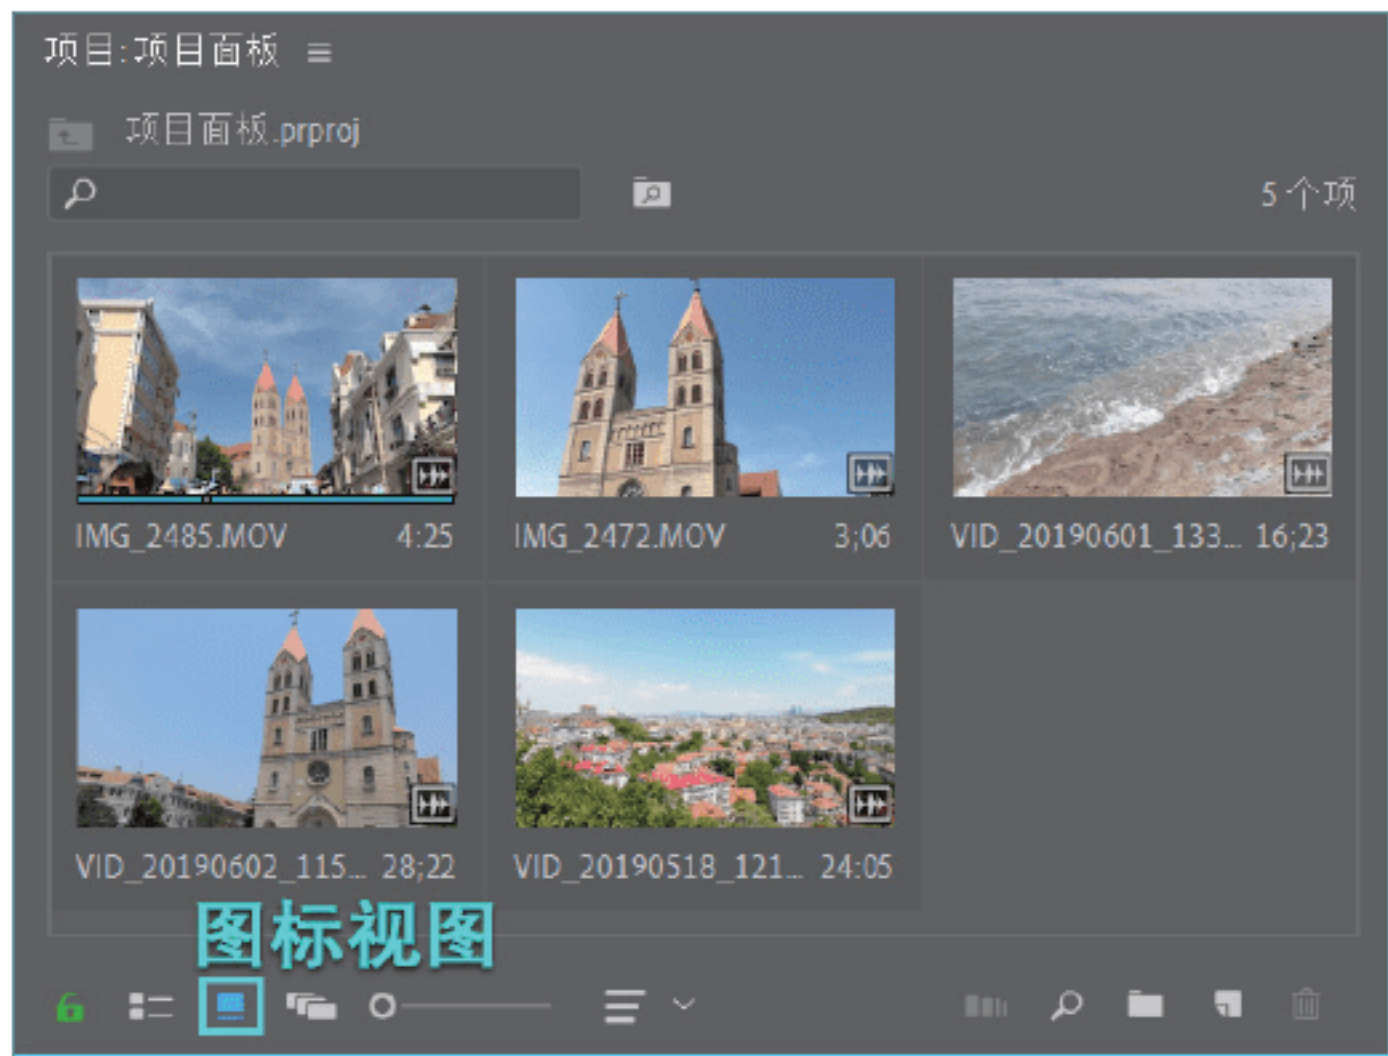 项目:项目面板
项目面板.prproj
5 个项
IMG_2485.MOV 4:25
IMG_2472.MOV 3;06
VID_20190601_133... 16;23
VID_20190602_115... 28;22
VID_20190518_121... 24:05
图标视图